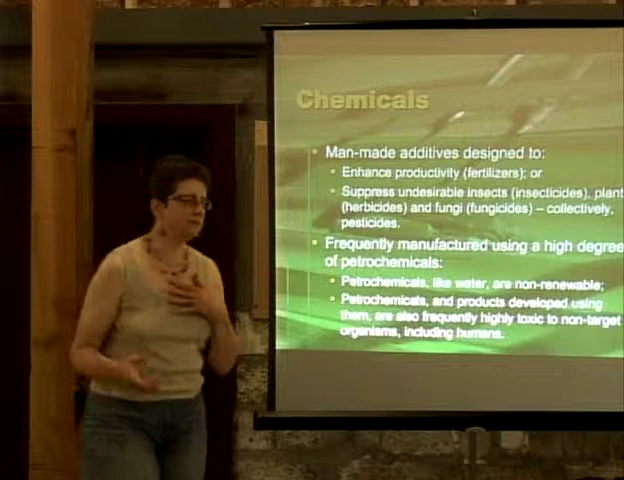 Chemicals
Man-made additives designed to:
Enhance productivity (fertilizers); or
Suppress undesirable insects (insecticides), plant
(herbicides) and fungi (fungicides) – collectively,
pesticides.
Frequently manufactured using a high degree
of petrochemicals:
Petrochemicals, like water, are non-renewable;
Petrochemicals, and products developed using
them, are also frequently highly toxic to non-target
organisms, including humans.